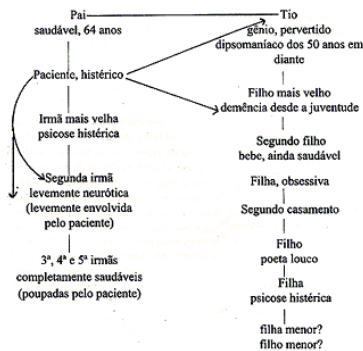 Pai
Tio
saudável, 64 anos
gênio, pervertido
dipsomaníaco dos 50 anos em
diante
Paciente, histérico
Filho mais velho
demência desde a juventude
Irmã mais velha
psicose histérica
Segundo filho
bebe, ainda saudável
Segunda irmã
levemente neurótica
(levemente envolvida
pelo paciente)
Filha, obsessiva
Segundo casamento
Filho
poeta louco
3ª, 4ª e 5ª irmãs
completamente saudáveis
(poupadas pelo paciente)
Filha
psicose histérica
filha menor?
filho menor?